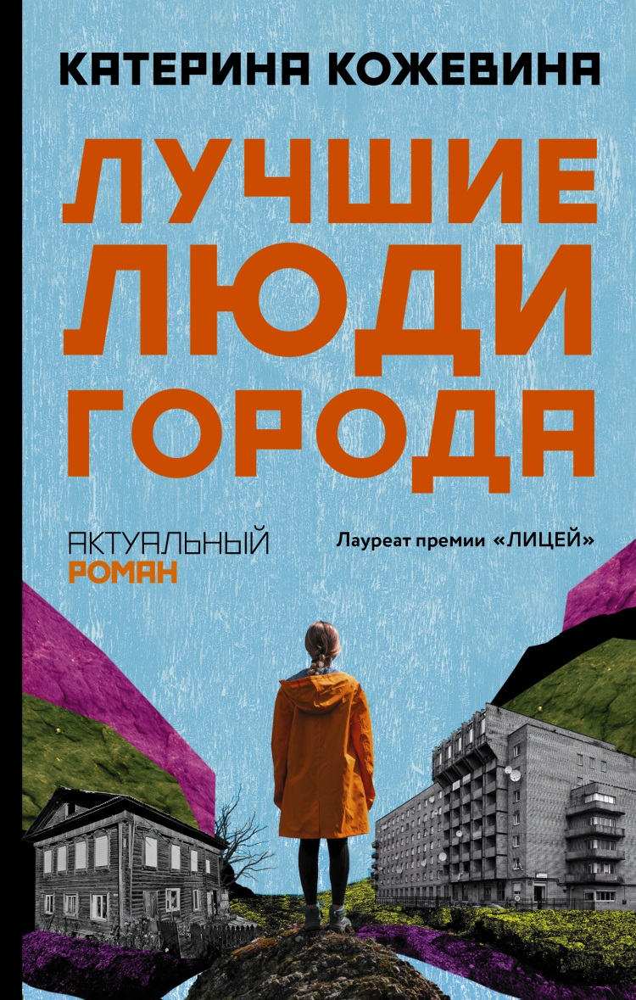 КАТЕРИНА КОЖЕВИНА
ЛУЧШИЕ
ЛЮДИ
ГОРОДА
АКТУАЛЬНЫЙ
РОМАН
Лауреат премии «ЛИЦЕЙ»